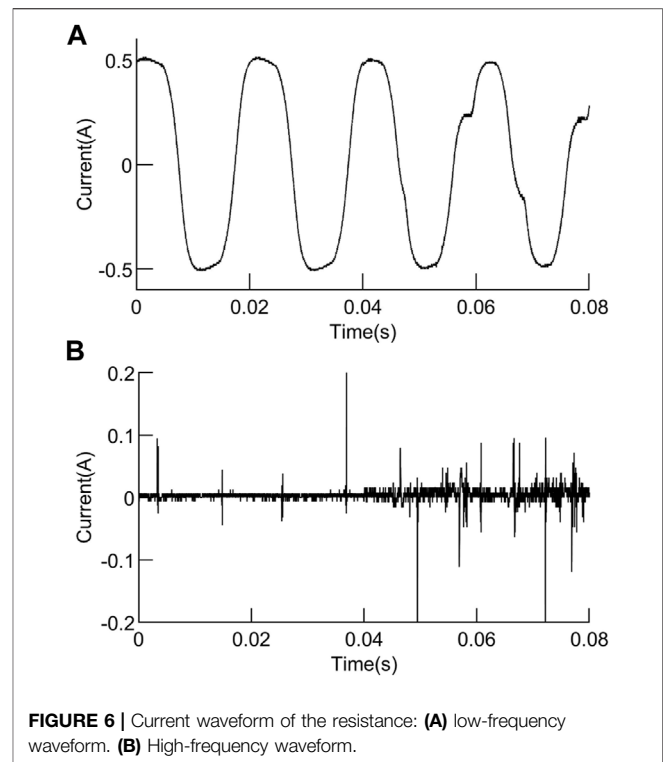 A
Current(A)
0.5
0
-0.5
0
0.02
0.04
0.06
0.08
Time(s)
B
Current(A)
0.2
0.1
0
-0.1
-0.2
0
0.02
0.04
0.06
0.08
Time(s)
FIGURE 6 | Current waveform of the resistance: (A) low-frequency
waveform. (B) High-frequency waveform.